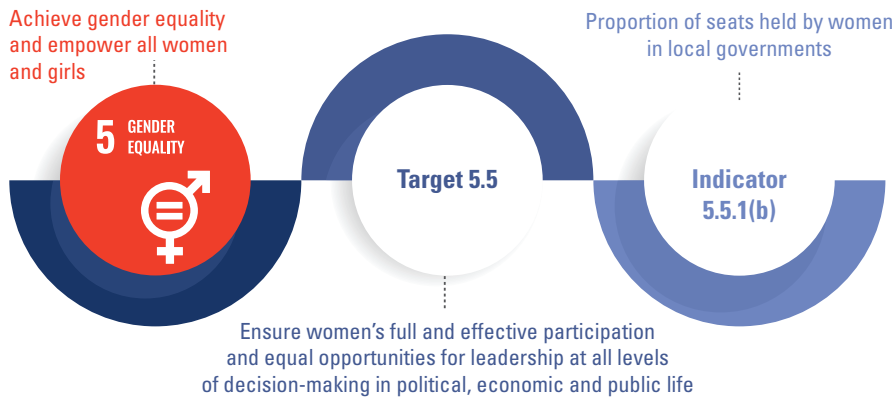 Achieve gender equality
and empower all women
and girls
5 GENDER
EQUALITY
Ensure women’s full and effective participation
and equal opportunities for leadership at all levels
of decision-making in political, economic and public life
Target 5.5
Proportion of seats held by women
in local governments
Indicator
5.5.1(b)